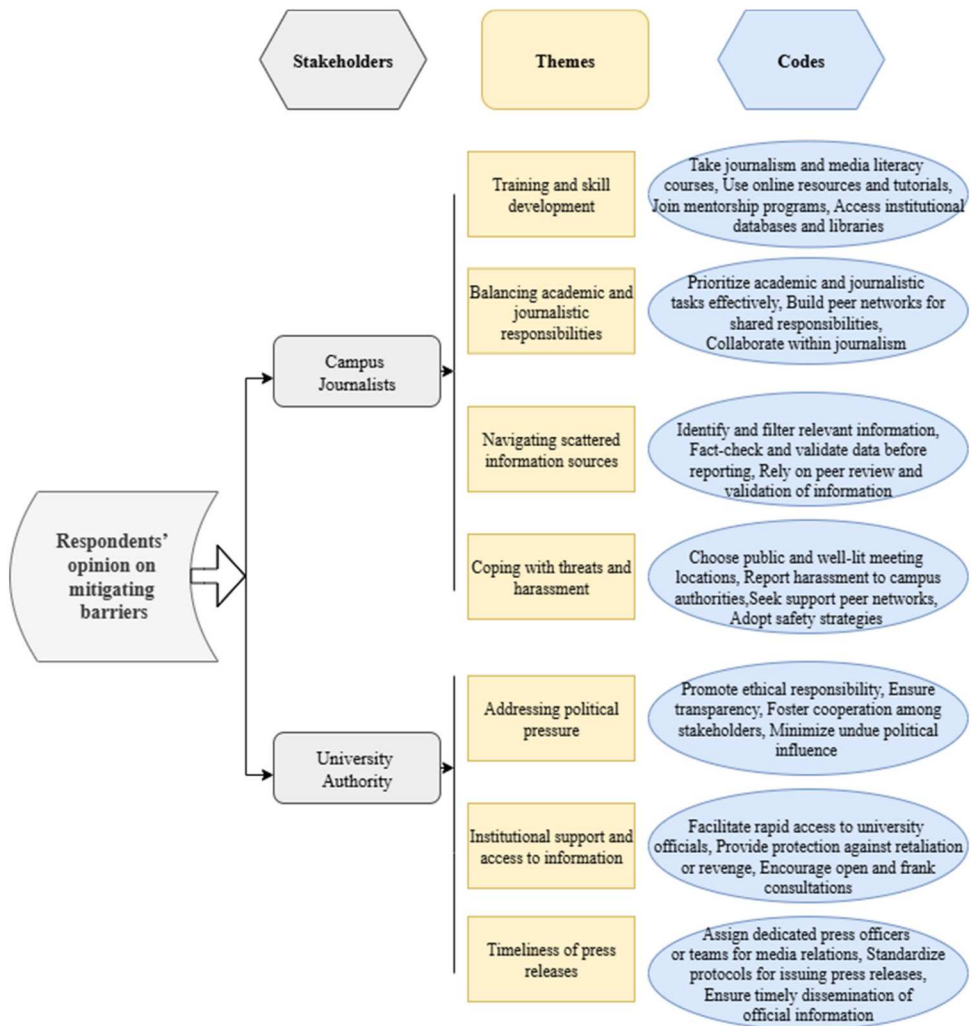 Stakeholders
Themes
Codes
Training and skill
development
Take journalism and media literacy
courses, Use online resources and tutorials,
Join mentorship programs, Access institutional
databases and libraries
Balancing academic and
journalistic
responsibilities
Prioritize academic and journalistic
tasks effectively, Build peer networks for
shared responsibilities,
Collaborate within journalism
Campus
Journalists
Navigating scattered
information sources
Identify and filter relevant information,
Fact-check and validate data before
reporting, Rely on peer review and
validation of information
Respondents’
opinion on
mitigating
barriers
Coping with threats and
harassment
Choose public and well-lit meeting
locations, Report harassment to campus
authorities,Seek support peer networks,
Adopt safety strategies
Addressing political
pressure
Promote ethical responsibility, Ensure
transparency, Foster cooperation among
stakeholders, Minimize undue political
influence
University
Authority
Institutional support and
access to information
Facilitate rapid access to university
officials, Provide protection against retaliation
or revenge, Encourage open and frank
consultations
Timeliness of press
releases
Assign dedicated press officers
or teams for media relations, Standardize
protocols for issuing press releases,
Ensure timely dissemination of
official information